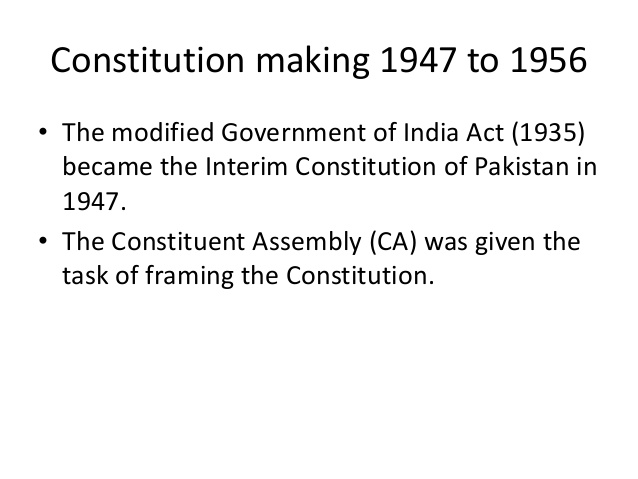 Constitution making 1947 to 1956
• The modified Government of India Act (1935)
became the Interim Constitution of Pakistan in
1947.
• The Constituent Assembly (CA) was given the
task of framing the Constitution.